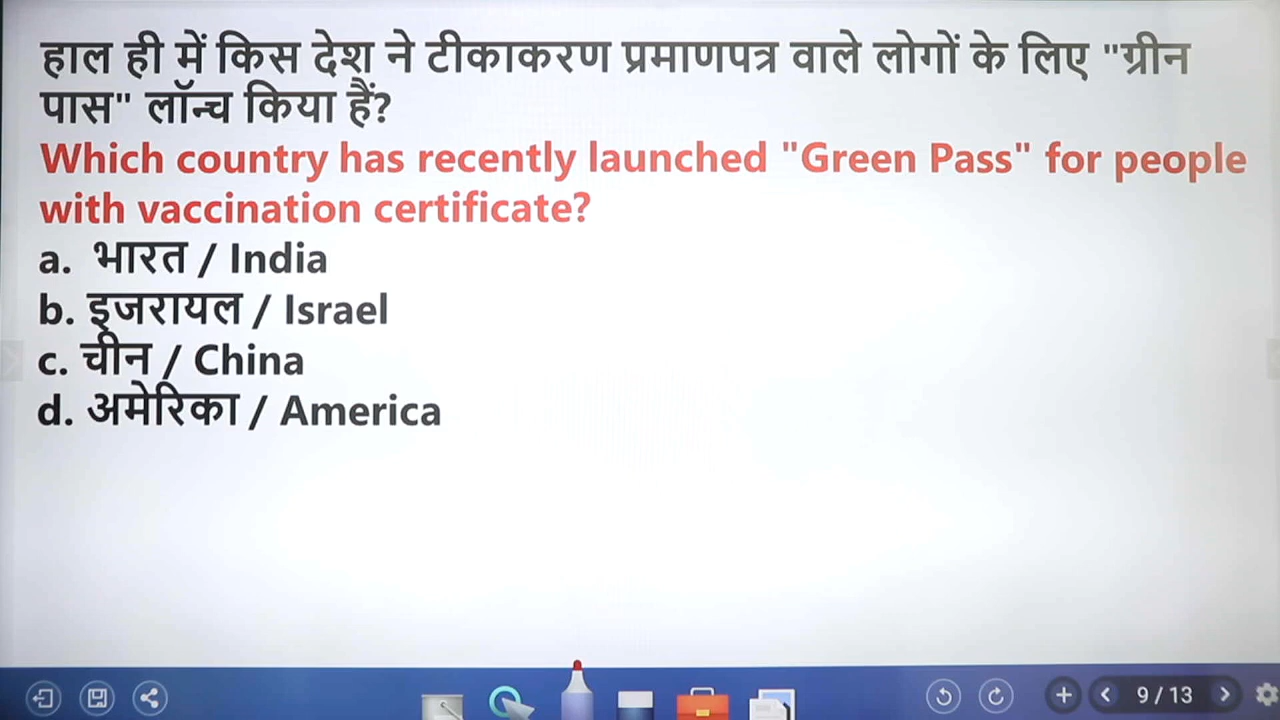 हाल ही में किस देश ने टीकाकरण प्रमाणपत्र वाले लोगों के लिए "ग्रीन
पास" लॉन्च किया हैं?
Which country has recently launched "Green Pass" for people
with vaccination certificate?
a. भारत / India
b. इजरायल / Israel
c. चीन / China
d. अमेरिका / America
9 / 13